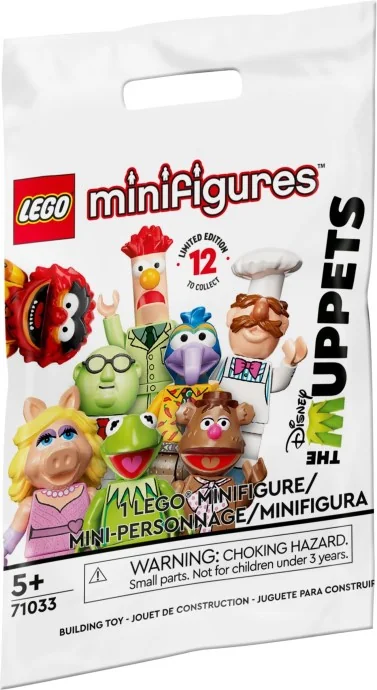 LEGO minifigures™
LIMITED EDITION
12
TO COLLECT
Disney
THE MUPPETS
1 LEGO® MINIFIGURE/
MINI-PERSONNAGE/MINIFIGURA
WARNING: CHOKING HAZARD.
Small parts. Not for children under 3 years.
5+
71033
BUILDING TOY - JOUET DE CONSTRUCTION - JUGUETE PARA CONSTRUIR